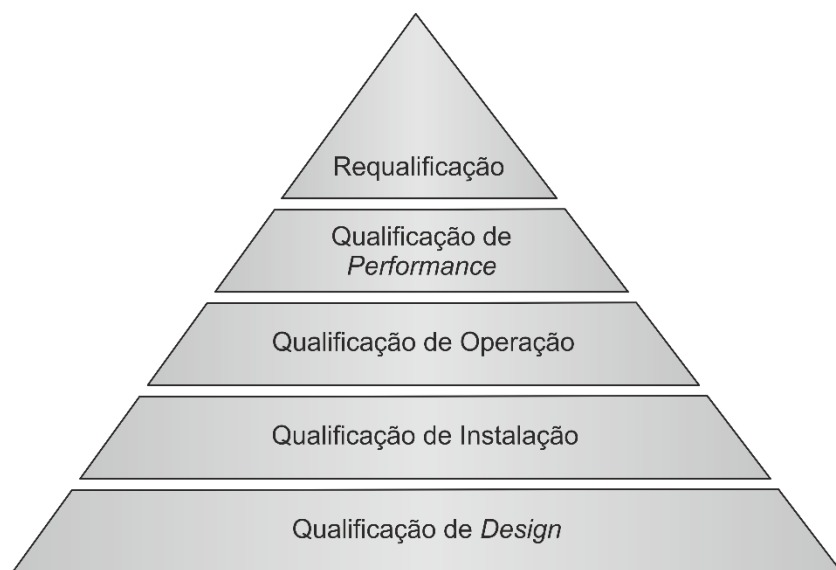 Requalificação
Qualificação de
Performance
Qualificação de Operação
Qualificação de Instalação
Qualificação de Design